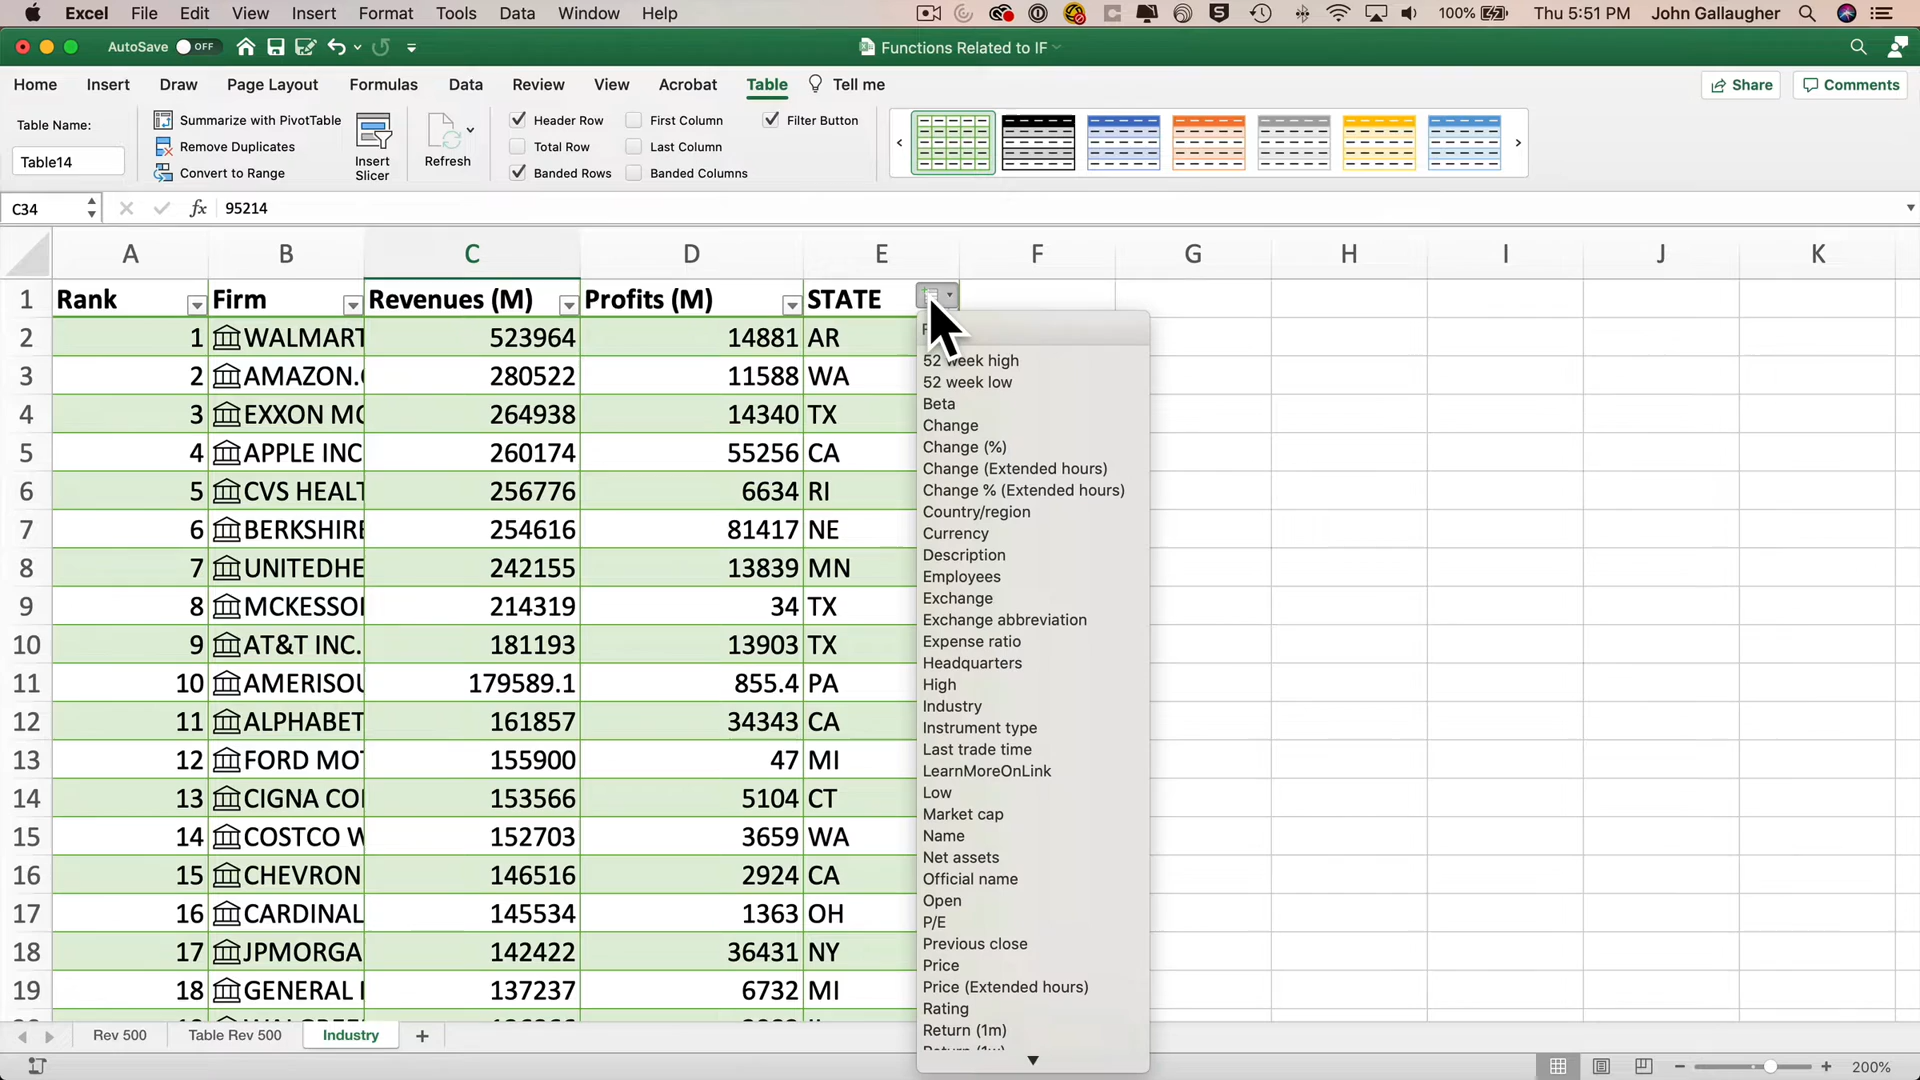 Excel File Edit View Insert Format Tools Data Window Help 100% Thu 5:51 PM John Gallaugher
AutoSave OFF Functions Related to IF
Home Insert Draw Page Layout Formulas Data Review View Acrobat Table Tell me Share Comments
Table Name: Summarize with PivotTable Header Row First Column Filter Button
Remove Duplicates Total Row Last Column
Table14 Convert to Range Insert Slicer Refresh Banded Rows Banded Columns
C34 fx 95214
A B C D E F G H I J K
1 Rank Firm Revenues (M) Profits (M) STATE
2 1 WALMART 523964 14881 AR
3 2 AMAZON. 280522 11588 WA
4 3 EXXON MO 264938 14340 TX
5 4 APPLE INC 260174 55256 CA
6 5 CVS HEALT 256776 6634 RI
7 6 BERKSHIRE 254616 81417 NE
8 7 UNITEDHE 242155 13839 MN
9 8 MCKESSO 214319 34 TX
10 9 AT&T INC. 181193 13903 TX
11 10 AMERISOU 179589.1 855.4 PA
12 11 ALPHABET 161857 34343 CA
13 12 FORD MOT 155900 47 MI
14 13 CIGNA CO 153566 5104 CT
15 14 COSTCO W 152703 3659 WA
16 15 CHEVRON 146516 2924 CA
17 16 CARDINAL 145534 1363 OH
18 17 JPMORGA 142422 36431 NY
19 18 GENERAL 137237 6732 MI
52 week high
52 week low
Beta
Change
Change (%)
Change (Extended hours)
Change % (Extended hours)
Country/region
Currency
Description
Employees
Exchange
Exchange abbreviation
Expense ratio
Headquarters
High
Industry
Instrument type
Last trade time
LearnMoreOnLink
Low
Market cap
Name
Net assets
Official name
Open
P/E
Previous close
Price
Price (Extended hours)
Rating
Return (1m)
Rev 500 Table Rev 500 Industry
200%